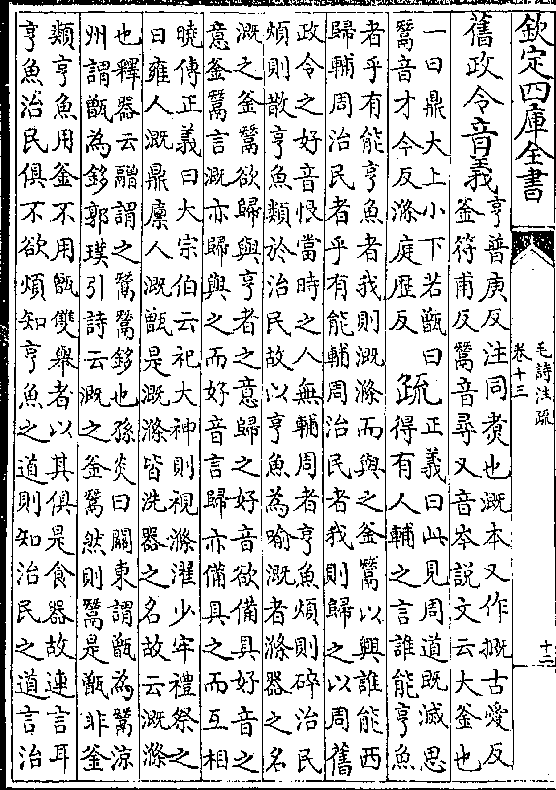 欽定四庫全書
毛詩注疏
卷十三
十二
舊政令音義
亨普庚反注同煑也溉本又作摡古愛反
釜符甫反鬵音尋又音岑說文云大釜也
一曰鼎大上小下若甑曰
鬵音才今反滌庭歷反
疏
正義曰此見周道既滅思
得有人輔之言誰能亨魚
者乎有能亨魚者我則溉滌而與之釜鬵以興誰能西
歸輔周治民者乎有能輔周治民者我則歸之以周舊
政令之好音恨當時之人無輔周者亨魚煩則碎治民
煩則散亨魚類於治民故以亨魚為喻溉者滌器之名
溉之釜鬵欲歸與亨者之意歸之好音欲備具好音之
意釜鬵言溉亦歸與之而好音言歸亦備具之而互相
曉傳正義曰大宗伯云祀大神則視滌濯少牢禮祭之
日雍人溉鼎廪人溉甑是溉滌皆洗器之名故云溉滌
也釋器云䰝謂之鬵鬵鉹也孫炎曰關東謂甑為鬵涼
州謂甑為鉹郭璞引詩云溉之釜鬵然則鬵是甑非釜
類亨魚用釜不用甑雙舉者以其俱是食器故連言耳
亨魚治民俱不欲煩知亨魚之道則知治民之道言治